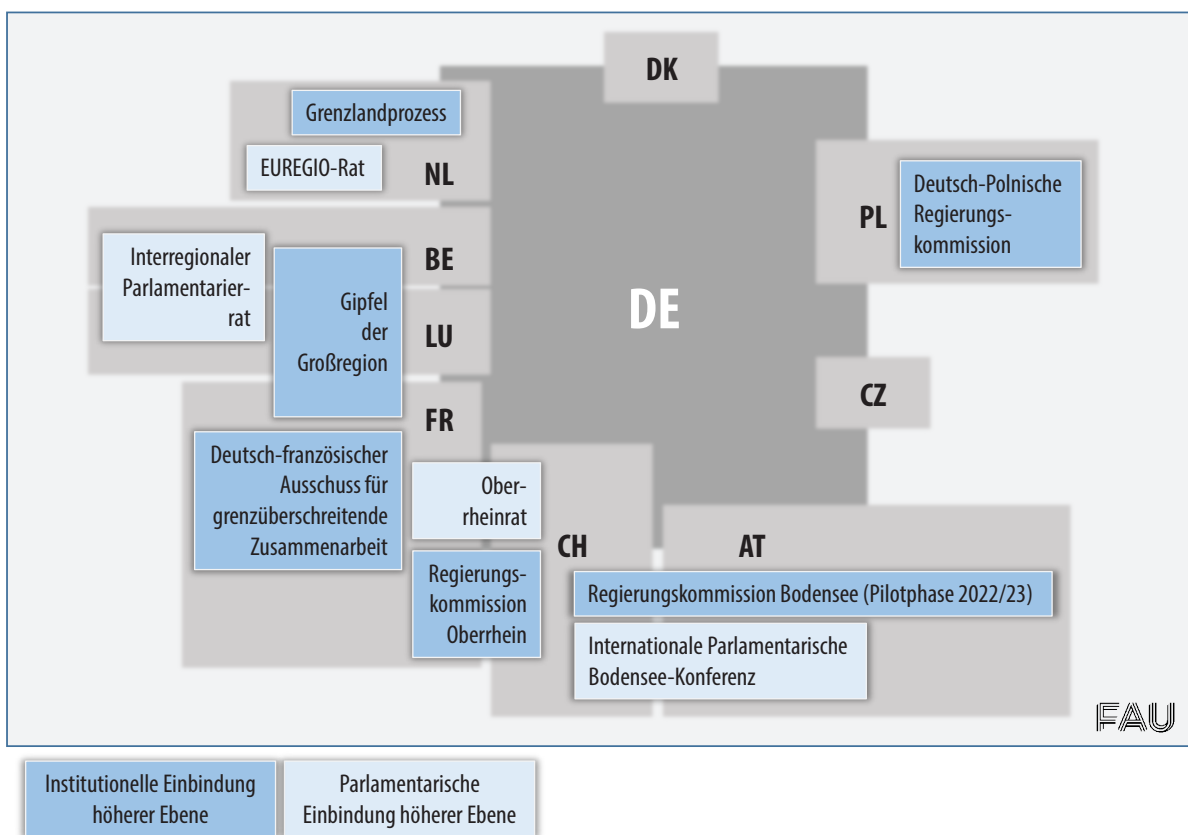 DK
Grenzlandprozess
EUREGIO-Rat
NL
Deutsch-Polnische
Regierungs-
kommission
PL
Interregionaler
Parlamentarier-
rat
Gipfel
der
Großregion
BE
LU
DE
CZ
FR
Deutsch-französischer
Ausschuss für
grenzüberschreitende
Zusammenarbeit
Ober-
rheinrat
Regierungs-
kommission
Oberrhein
CH
AT
Regierungskommission Bodensee (Pilotphase 2022/23)
Internationale Parlamentarische
Bodensee-Konferenz
FAU
Institutionelle Einbindung
höherer Ebene
Parlamentarische
Einbindung höherer Ebene